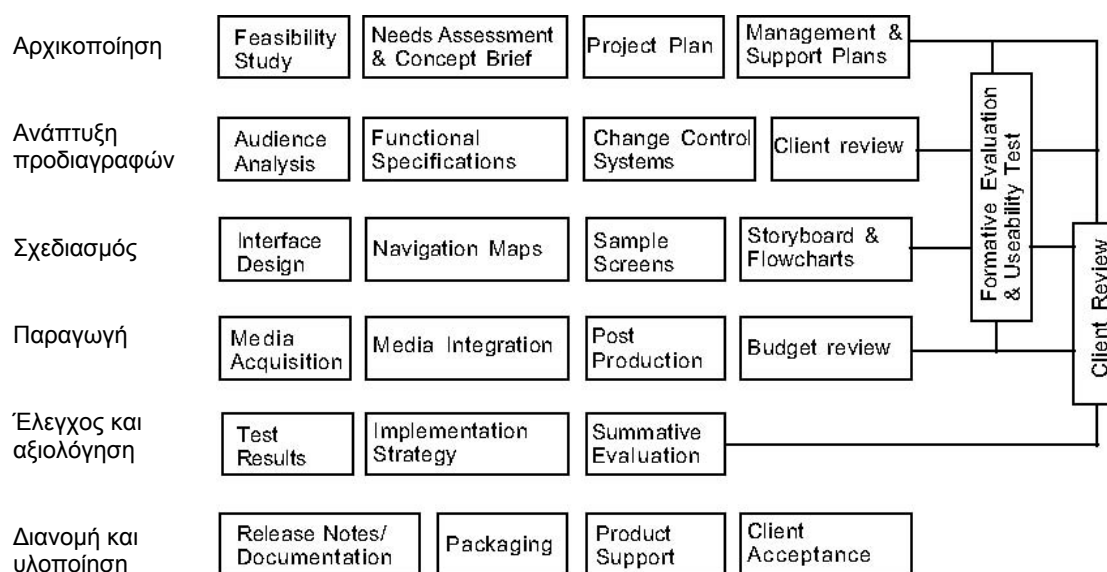 Αρχικοποίηση
Feasibility
Study
Needs Assessment
& Concept Brief
Project Plan
Management &
Support Plans
Ανάπτυξη
προδιαγραφών
Audience
Analysis
Functional
Specifications
Change Control
Systems
Client review
Formative Evaluation
& Useability Test
Σχεδιασμός
Interface
Design
Navigation Maps
Sample
Screens
Storyboard &
Flowcharts
Client Review
Παραγωγή
Media
Acquisition
Media Integration
Post
Production
Budget review
Έλεγχος και
αξιολόγηση
Test
Results
Implementation
Strategy
Summative
Evaluation
Διανομή και
υλοποίηση
Release Notes/
Documentation
Packaging
Product
Support
Client
Acceptance